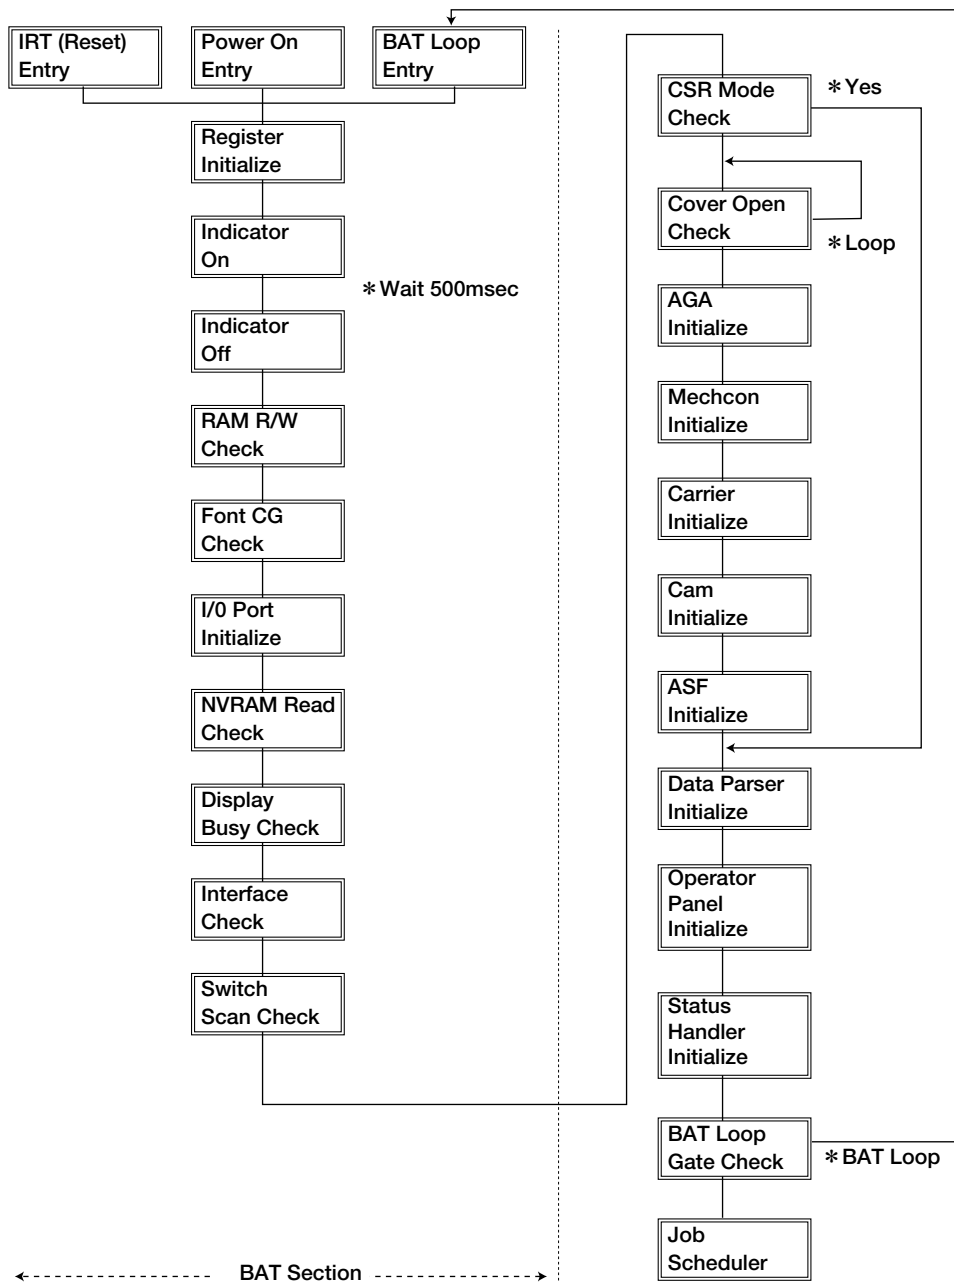 IRT (Reset)
Entry
Power On
Entry
BAT Loop
Entry
Register
Initialize
Indicator
On
*Wait 500msec
Indicator
Off
RAM R/W
Check
Font CG
Check
I/0 Port
Initialize
NVRAM Read
Check
Display
Busy Check
Interface
Check
Switch
Scan Check
BAT Section
CSR Mode
Check
*Yes
Cover Open
Check
*Loop
AGA
Initialize
Mechcon
Initialize
Carrier
Initialize
Cam
Initialize
ASF
Initialize
Data Parser
Initialize
Operator
Panel
Initialize
Status
Handler
Initialize
BAT Loop
Gate Check
*BAT Loop
Job
Scheduler